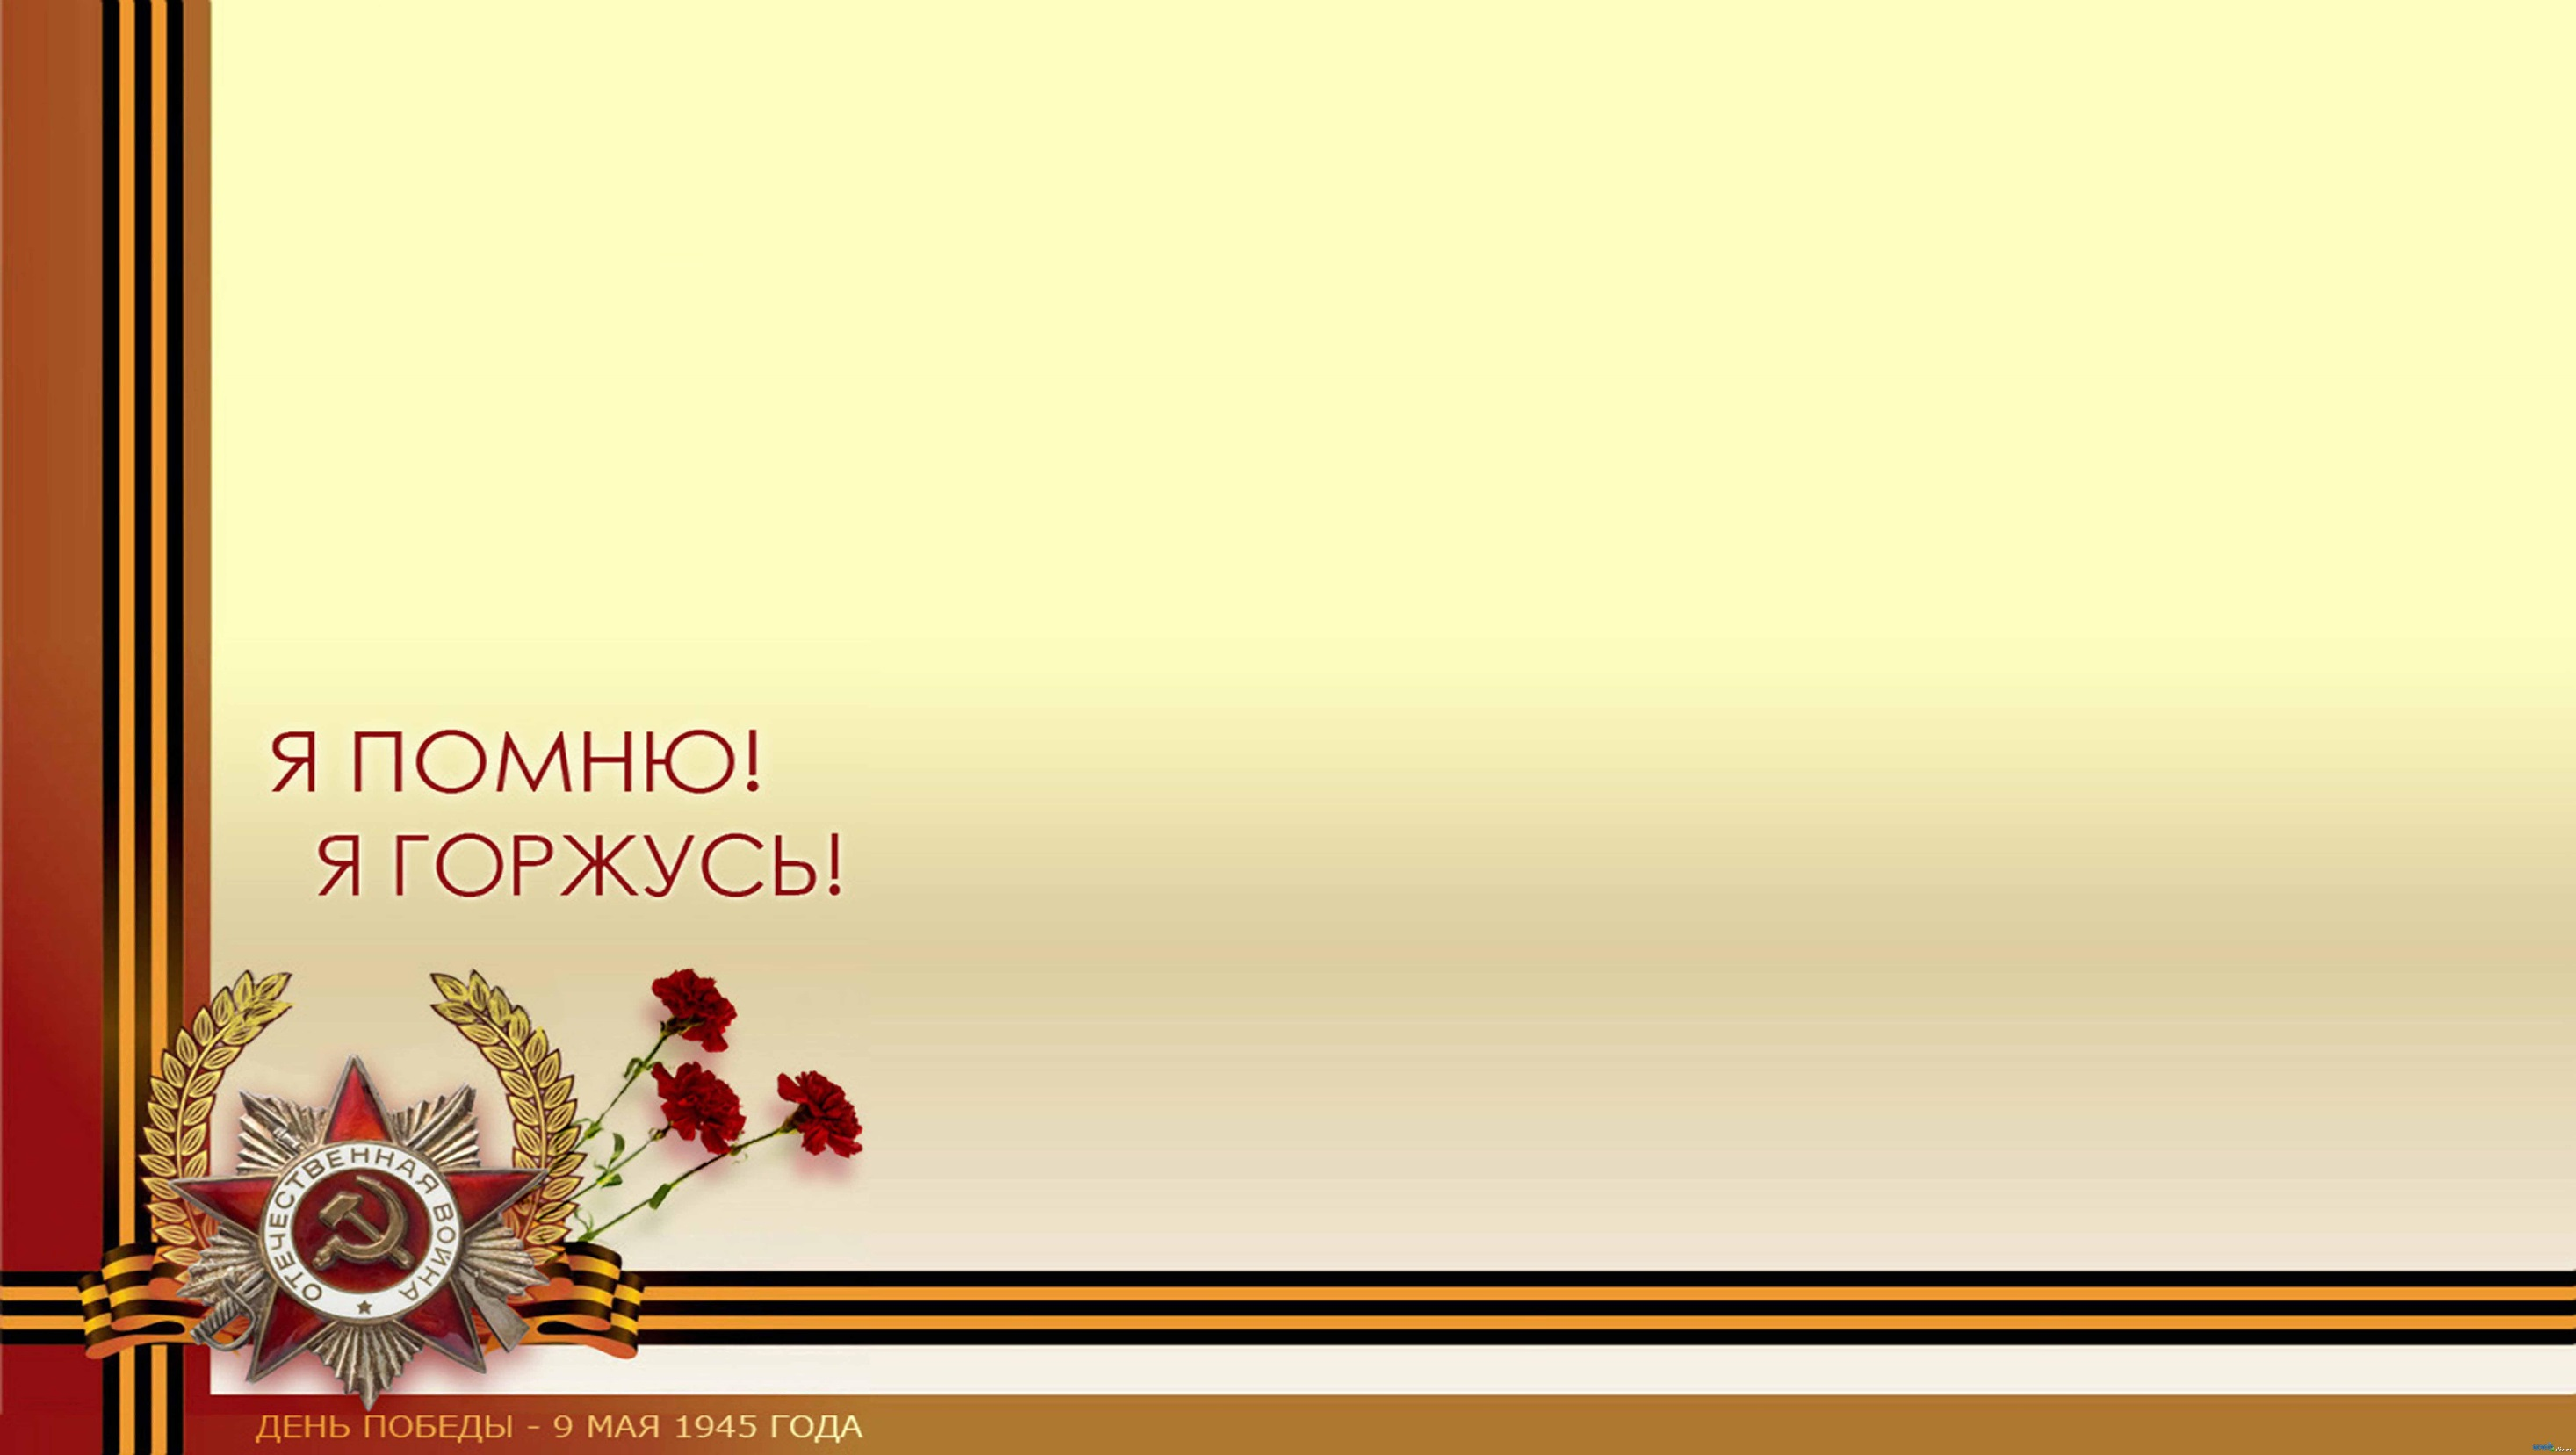 Я ПОМНЮ!
Я ГОРЖУСЬ!
ОТЕЧЕСТВЕННАЯ ВОЙНА
ДЕНЬ ПОБЕДЫ - 9 МАЯ 1945 ГОДА